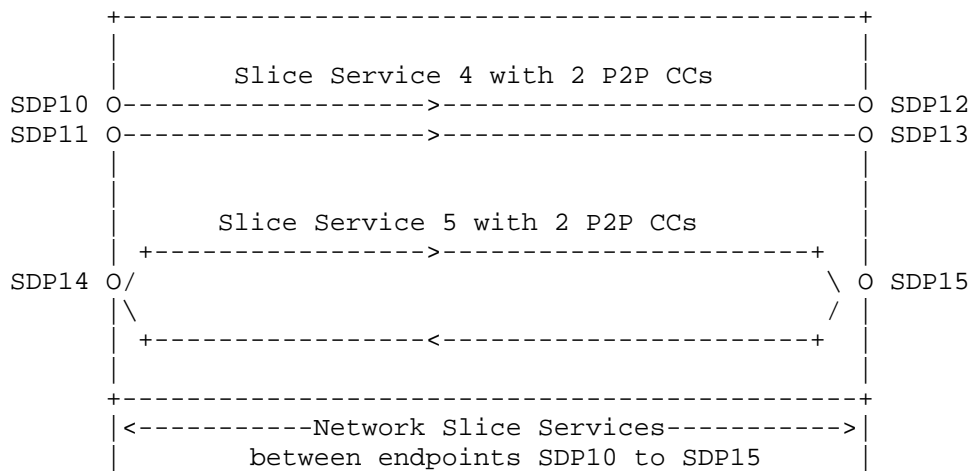 Slice Service 4 with 2 P2P CCs
SDP10 O------------------->---------------------------O SDP12
SDP11 O------------------->---------------------------O SDP13
Slice Service 5 with 2 P2P CCs
+------------------>------------------------+
SDP14 O/ \ O SDP15
|\ / |
+------------------<------------------------+
|<-----------Network Slice Services----------->|
between endpoints SDP10 to SDP15